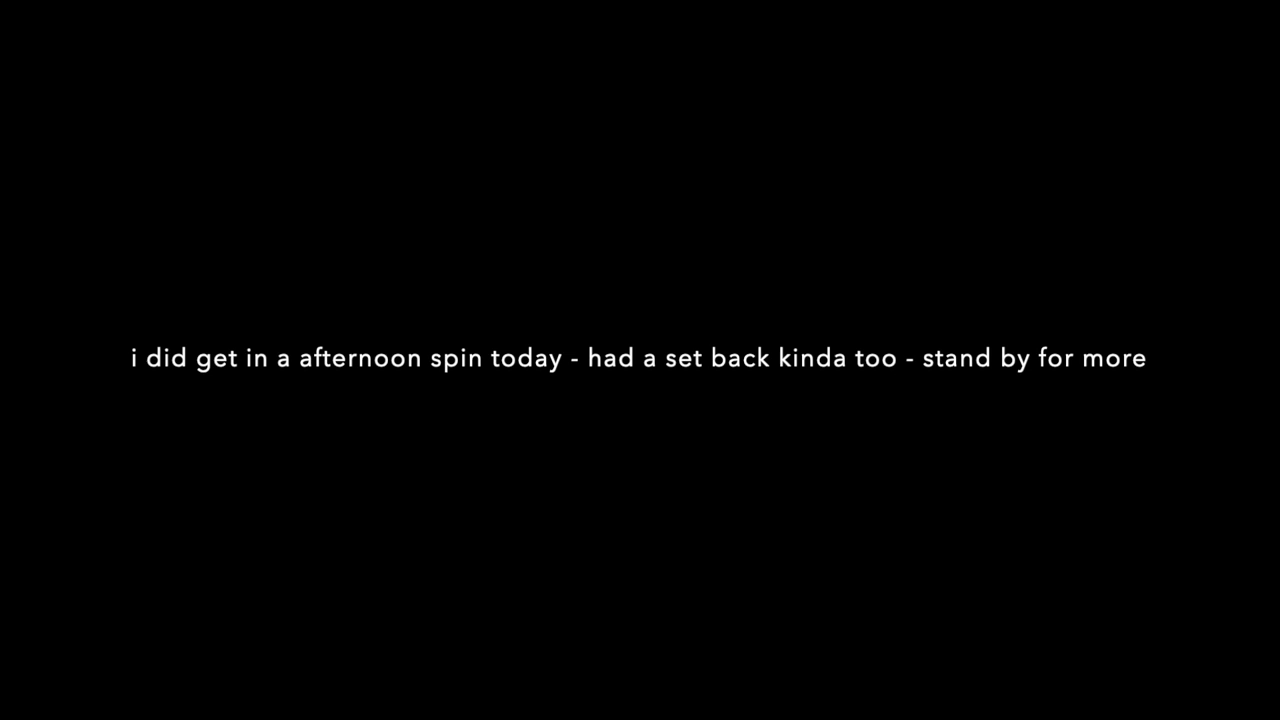 i did get in a afternoon spin today - had a set back kinda too - stand by for more